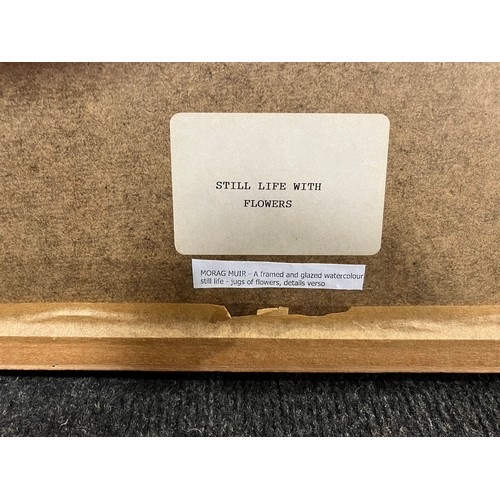 STILL LIFE WITH
FLOWERS
MORAG MUIR - A framed and glazed watercolour
still life - jugs of flowers, details verso